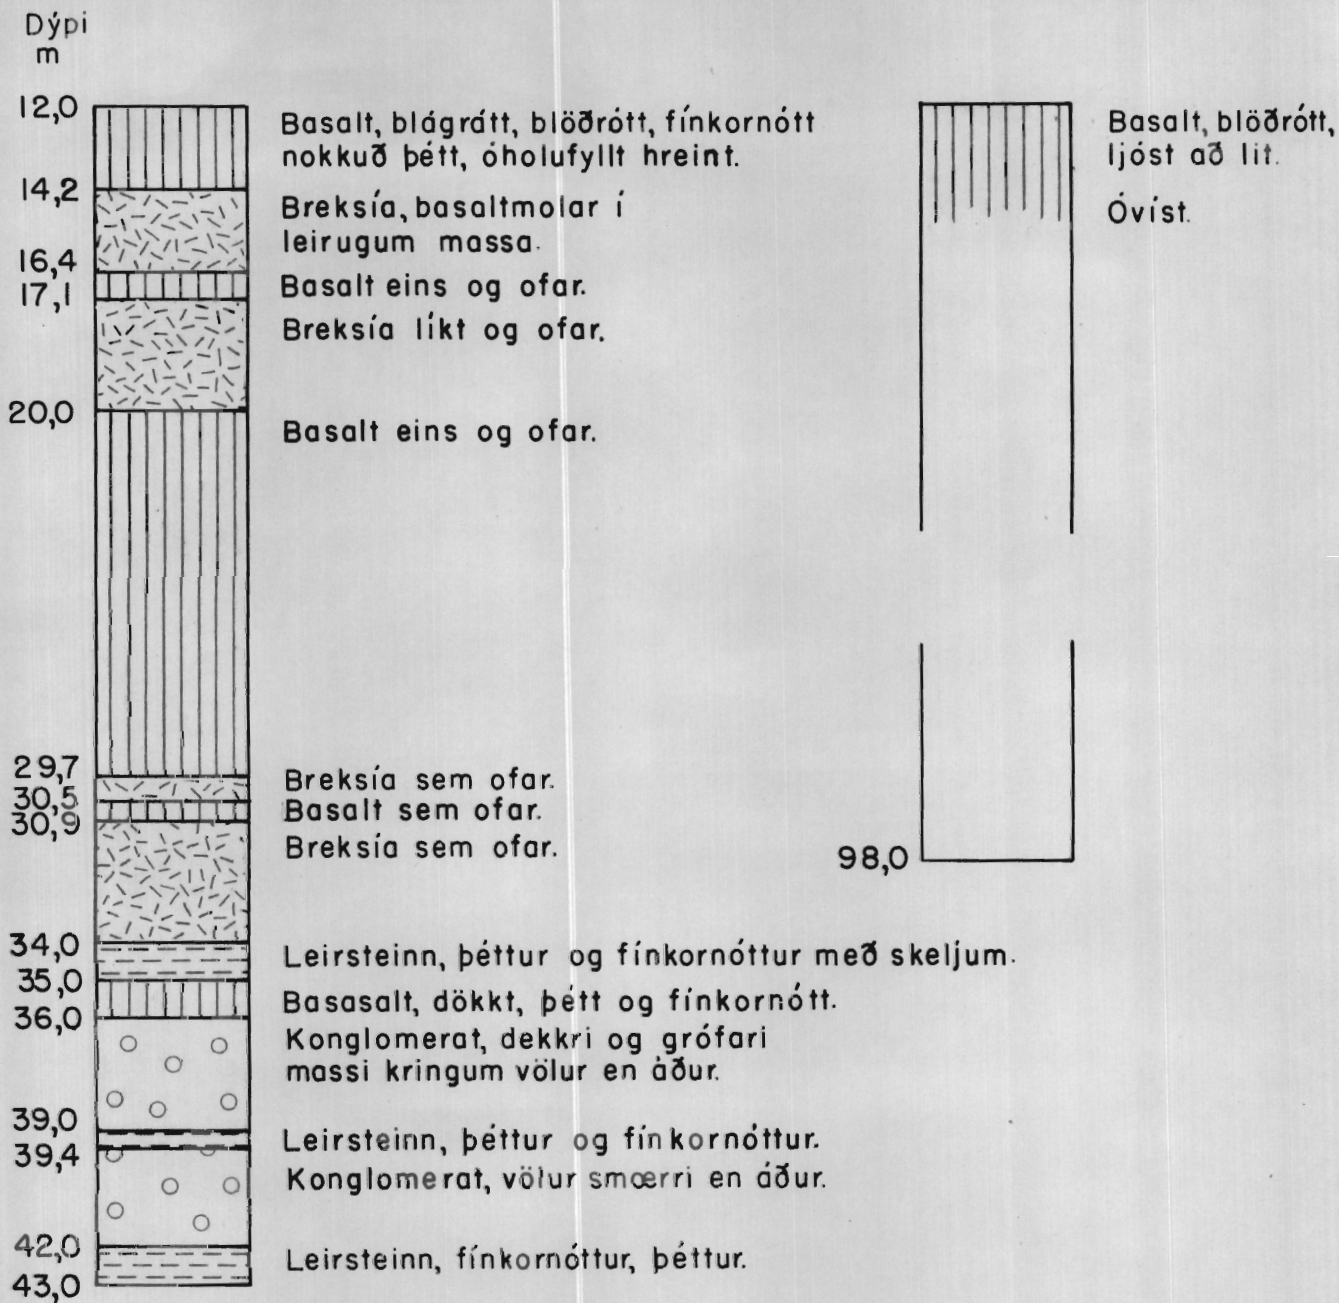 Dýpi
m
12,0
Basalt, blágrátt, blöðrótt, fínkornótt
nokkuð þétt, óholufyllt hreint.
14,2
Breksía, basaltmolar í
leirugum massa.
16,4
Basalt eins og ofar.
17,1
Breksía líkt og ofar.
20,0
Basalt eins og ofar.
29,7
Breksía sem ofar.
30,5
Basalt sem ofar.
30,9
Breksía sem ofar.
34,0
Leirsteinn, þéttur og fínkornóttur með skeljum.
35,0
Basasalt, dökkt, þétt og fínkornótt.
36,0
Konglomerat, dekkri og grófari
massi kringum völur en áður.
39,0
Leirsteinn, þéttur og fínkornóttur.
39,4
Konglomerat, völur smærri en áður.
42,0
Leirsteinn, fínkornóttur, þéttur.
43,0
Basalt, blöðrótt,
ljóst að lit.
Óvíst.
98,0